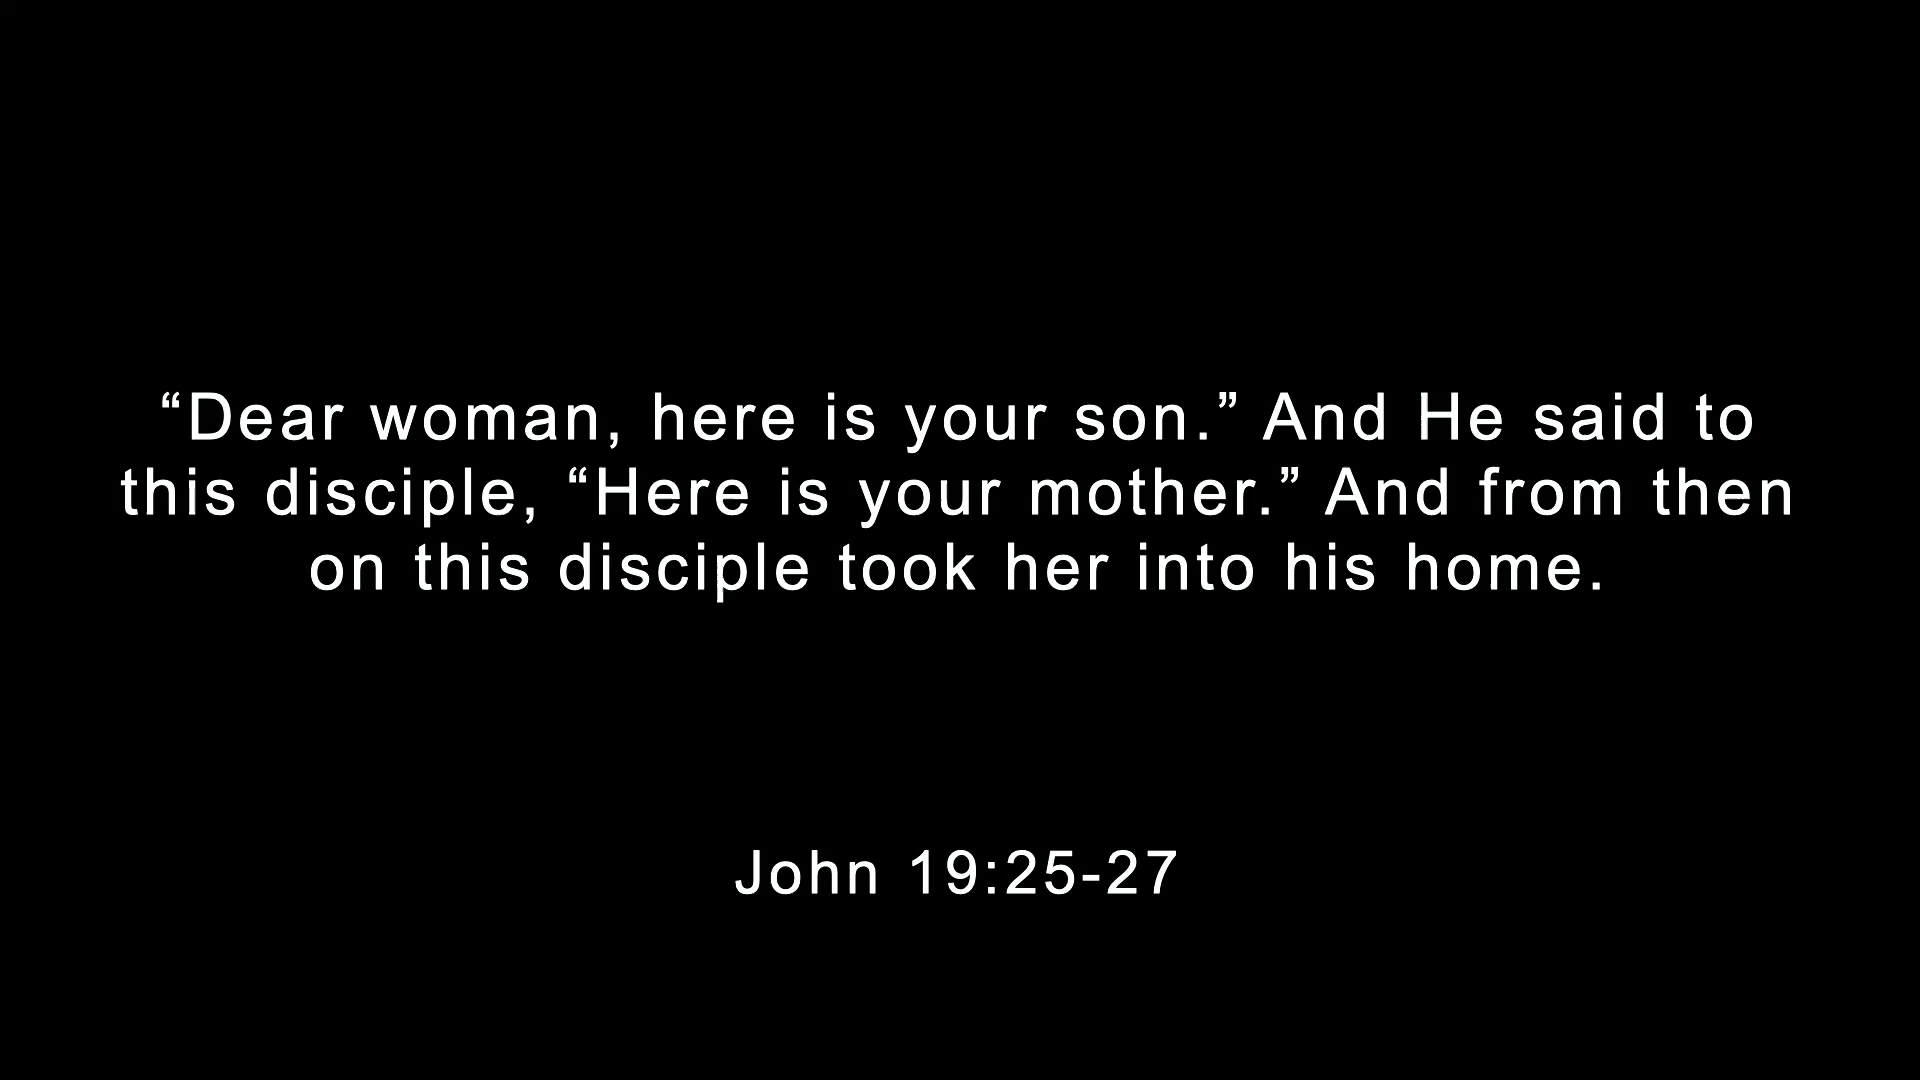 “Dear woman, here is your son.” And He said to
this disciple, “Here is your mother.” And from then
on this disciple took her into his home.
John 19:25-27